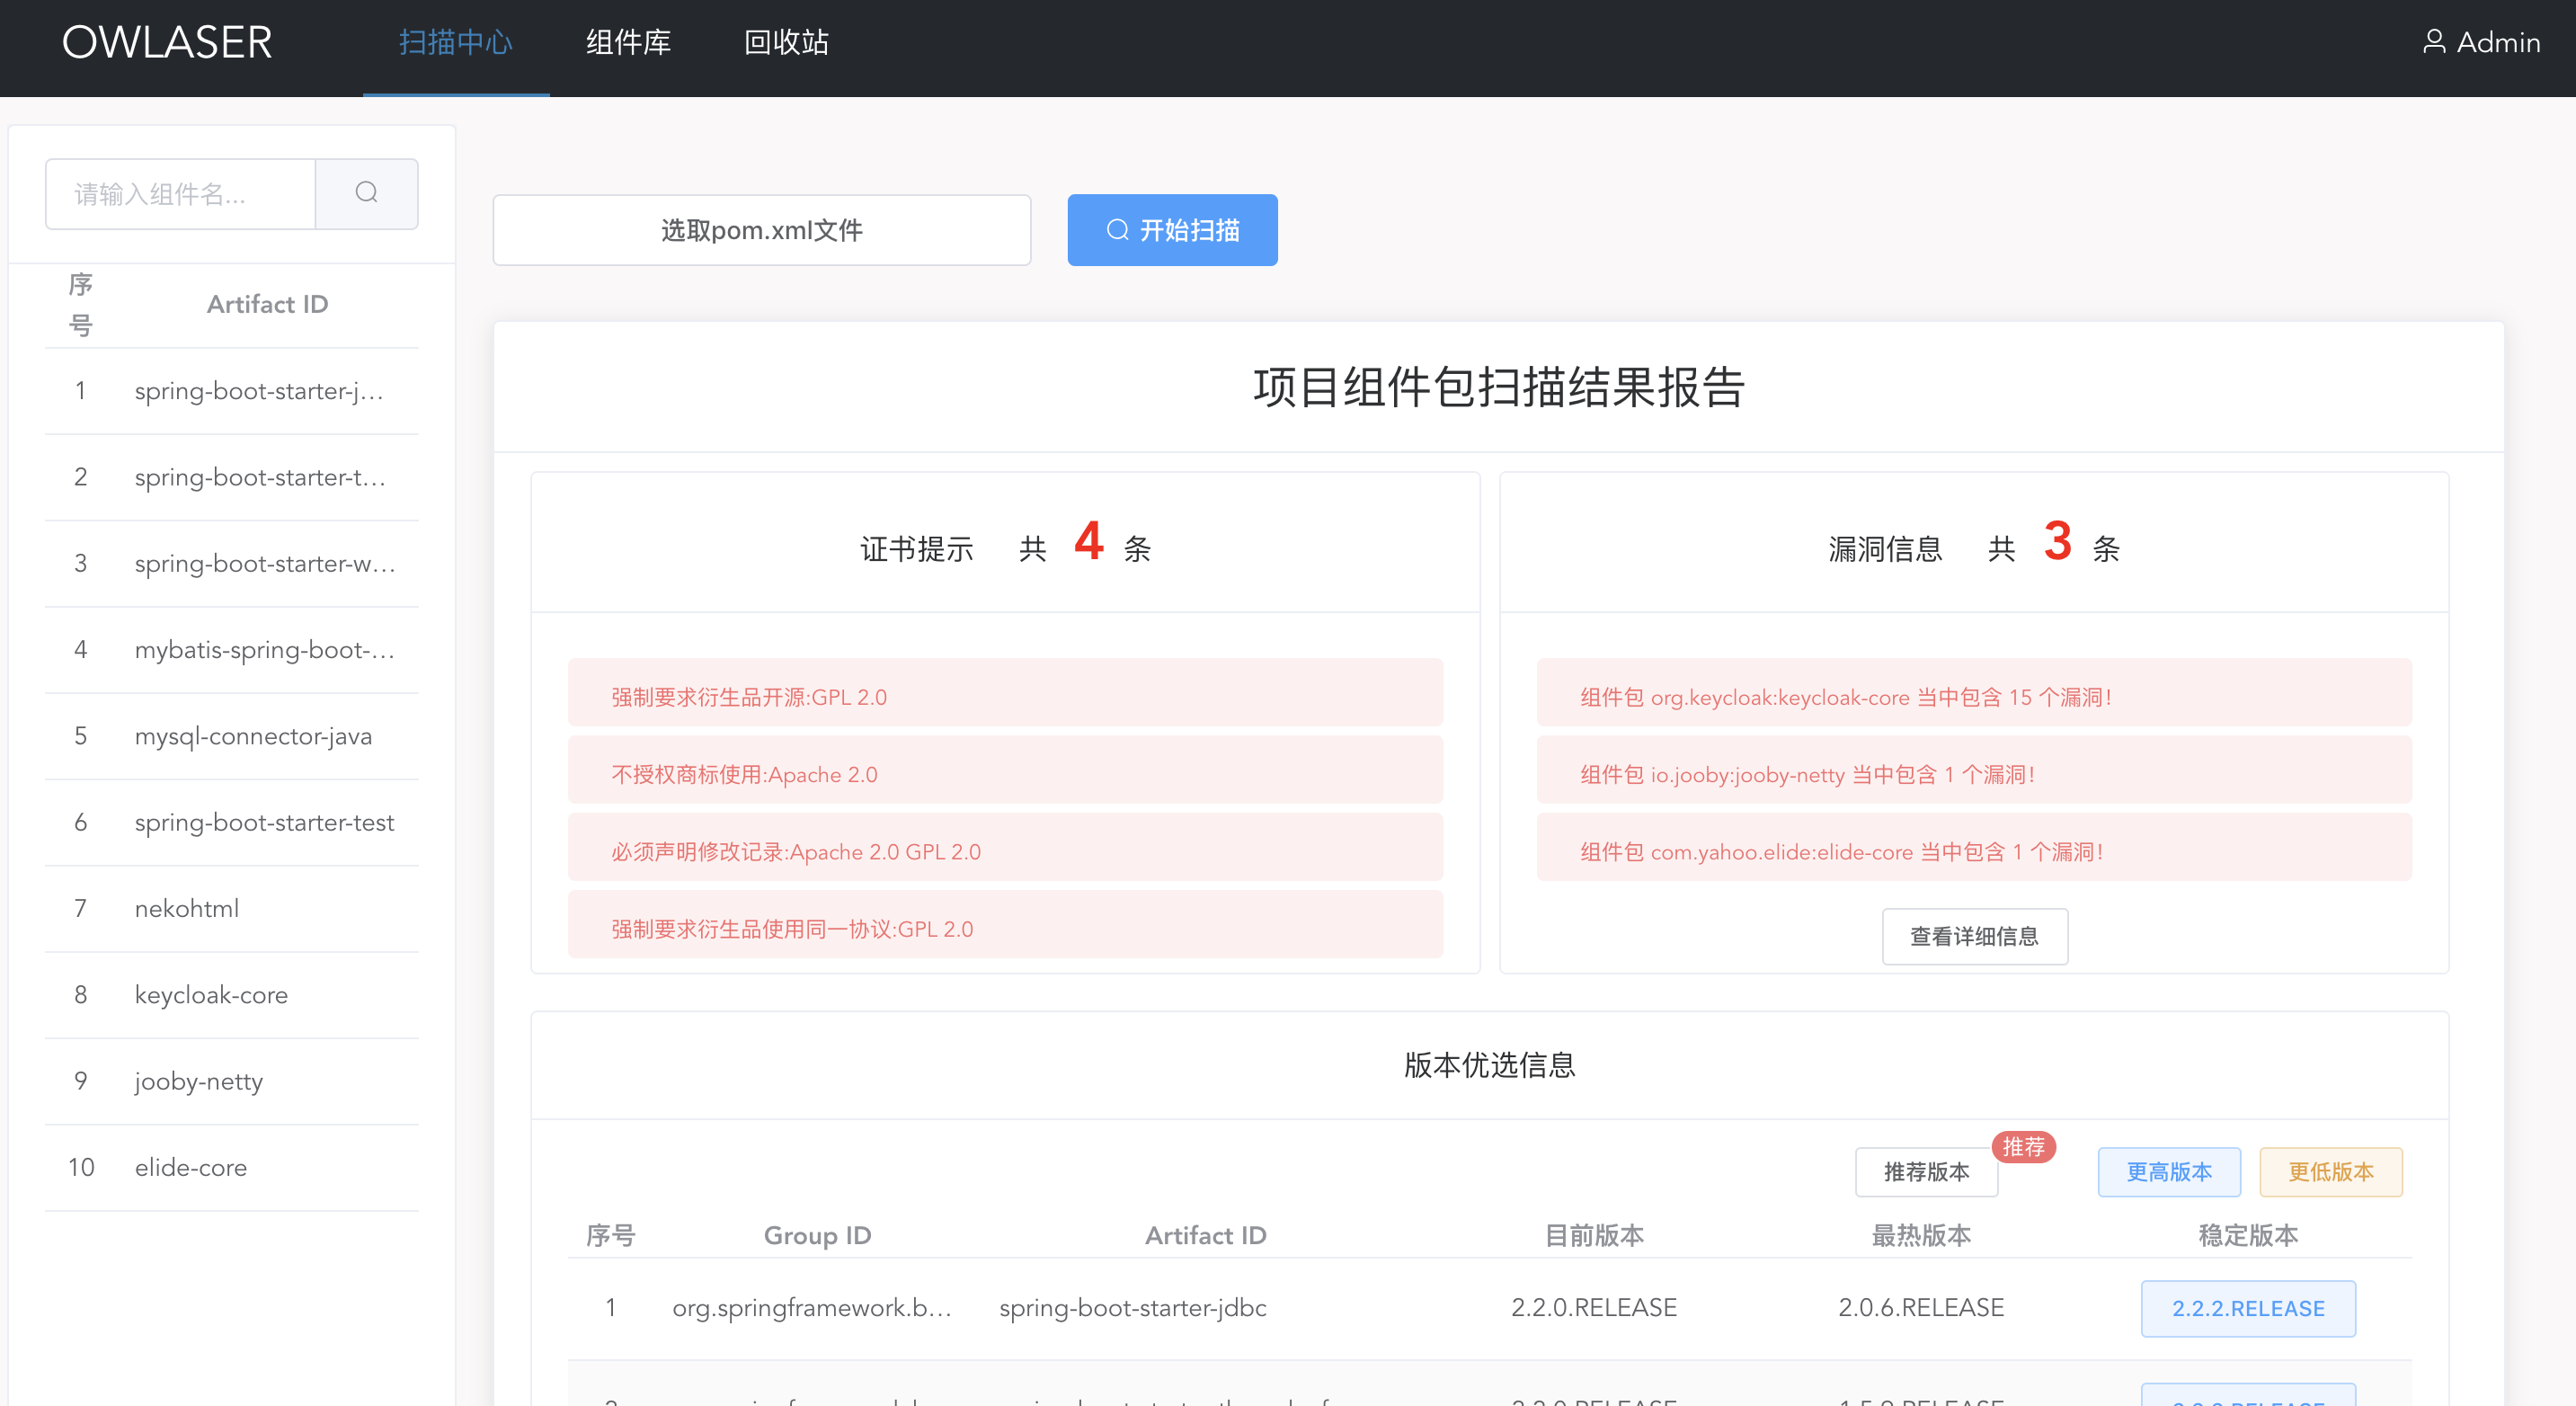 OWLASER
扫描中心
组件库
回收站
Admin
请输入组件名...
序号
Artifact ID
1 spring-boot-starter-j...
2 spring-boot-starter-t...
3 spring-boot-starter-w...
4 mybatis-spring-boot-...
5 mysql-connector-java
6 spring-boot-starter-test
7 nekohtml
8 keycloak-core
9 jooby-netty
10 elide-core
选取pom.xml文件
开始扫描
项目组件包扫描结果报告
证书提示 共 4 条
强制要求衍生品开源:GPL 2.0
不授权商标使用:Apache 2.0
必须声明修改记录:Apache 2.0 GPL 2.0
强制要求衍生品使用同一协议:GPL 2.0
漏洞信息 共 3 条
组件包 org.keycloak:keycloak-core 当中包含 15 个漏洞!
组件包 io.jooby:jooby-netty 当中包含 1 个漏洞!
组件包 com.yahoo.elide:elide-core 当中包含 1 个漏洞!
查看详细信息
版本优选信息
推荐版本
推荐
更高版本
更低版本
序号 Group ID Artifact ID 目前版本 最热版本 稳定版本
1 org.springframework.b... spring-boot-starter-jdbc 2.2.0.RELEASE 2.0.6.RELEASE 2.2.2.RELEASE